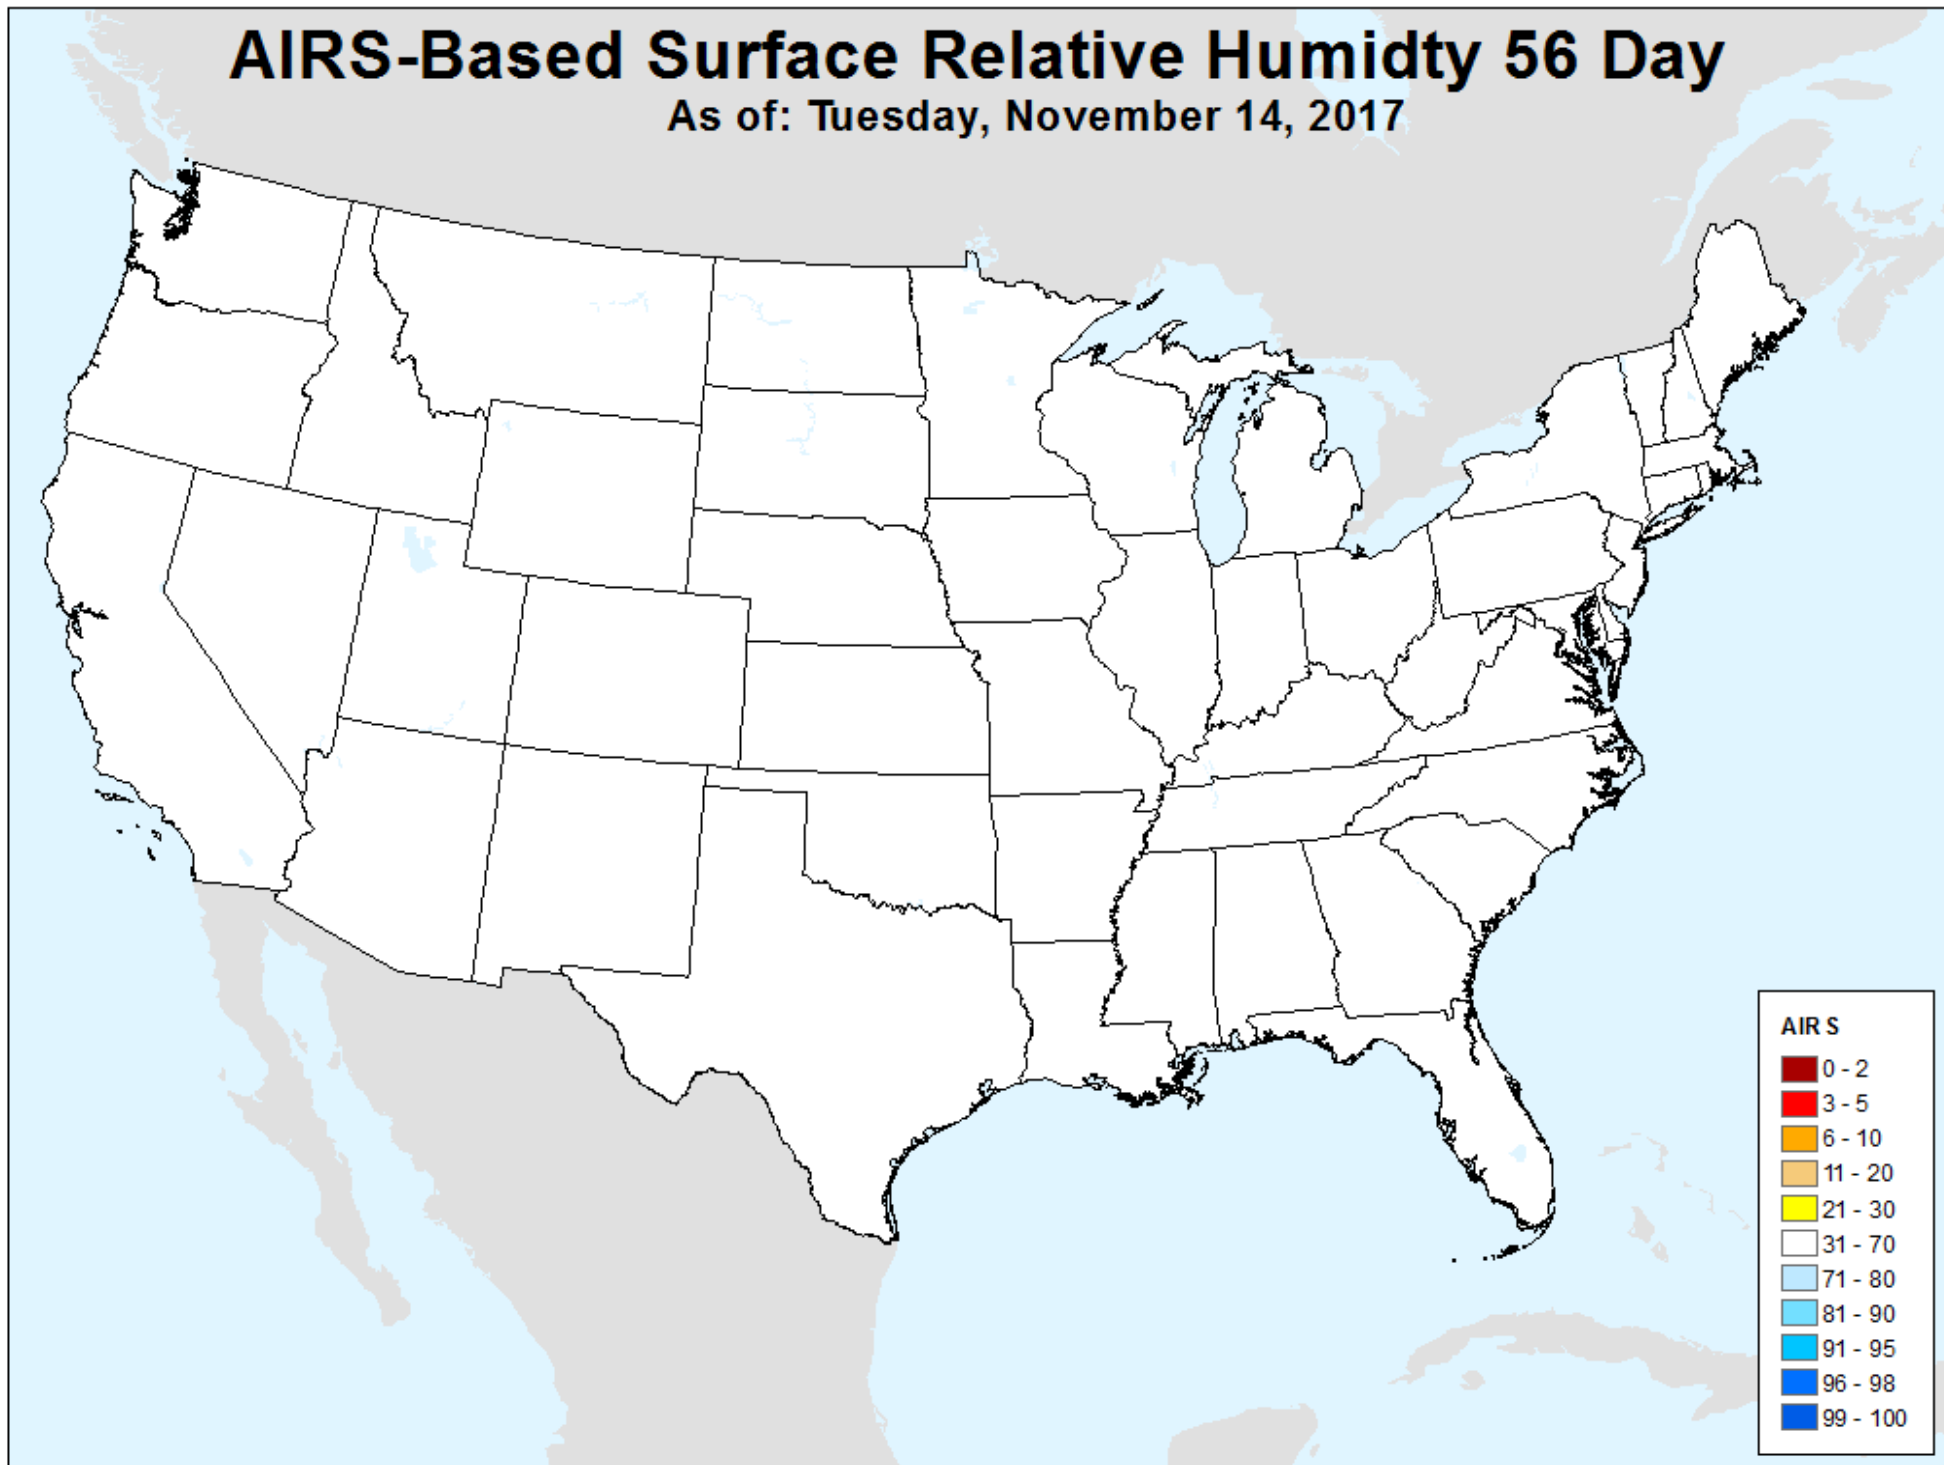 AIRS-Based Surface Relative Humidty 56 Day
As of: Tuesday, November 14, 2017
AIRS
0 - 2
3 - 5
6 - 10
11 - 20
21 - 30
31 - 70
71 - 80
81 - 90
91 - 95
96 - 98
99 - 100